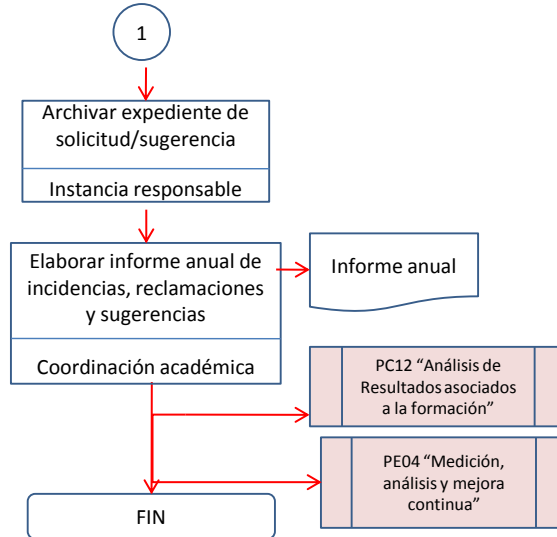 1
Archivar expediente de
solicitud/sugerencia
Instancia responsable
Elaborar informe anual de
incidencias, reclamaciones
y sugerencias
Coordinación académica
Informe anual
PC12 “Análisis de
Resultados asociados
a la formación”
PE04 “Medición,
análisis y mejora
continua”
FIN